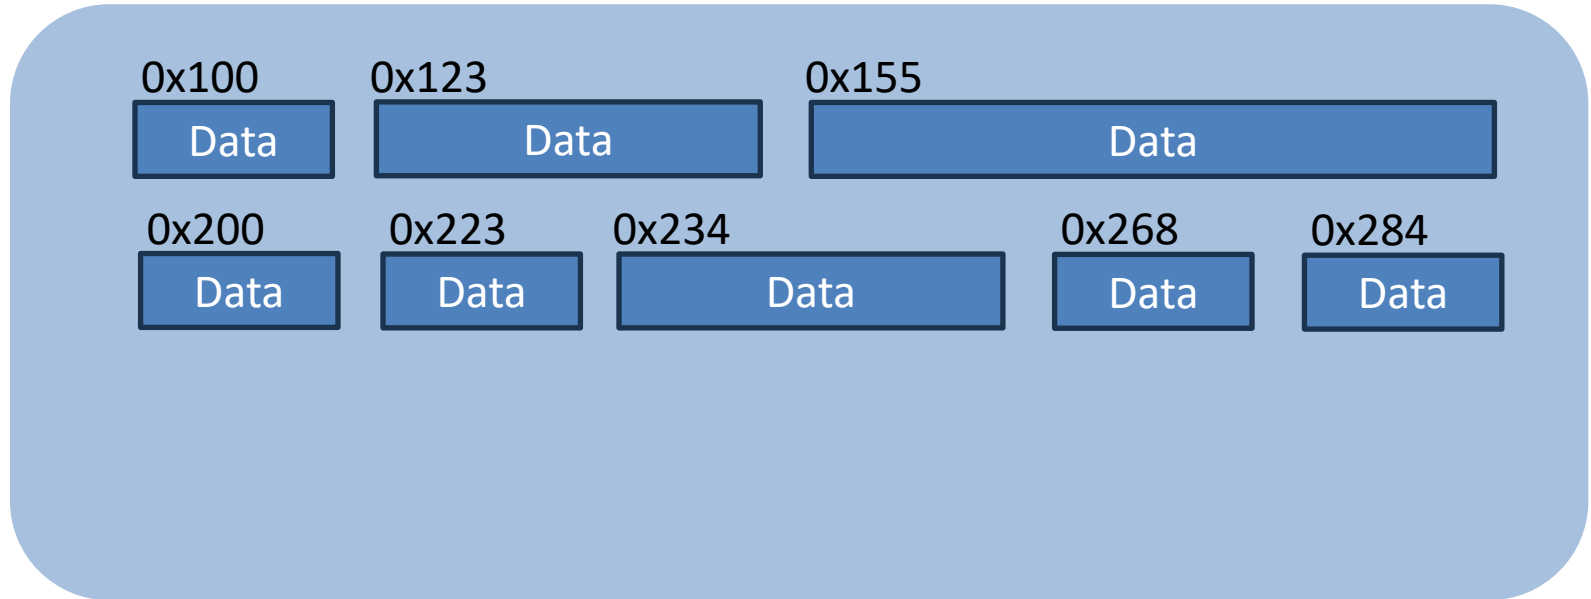 0x100 0x123 0x155
Data Data Data
0x200 0x223 0x234 0x268 0x284
Data Data Data Data Data